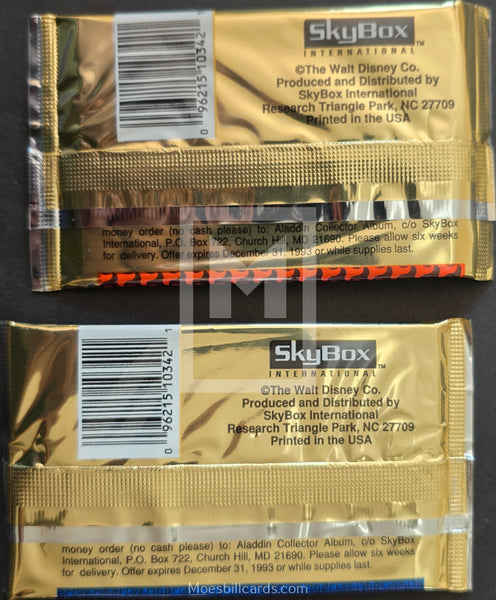 SkyBox™
INTERNATIONAL
©The Walt Disney Co.
Produced and Distributed by
SkyBox International
Research Triangle Park, NC 27709
Printed in the USA
0 96215 10342 1
money order (no cash please) to: Aladdin Collector Album, c/o SkyBox
International, P.O. Box 722, Church Hill, MD 21690. Please allow six weeks
for delivery. Offer expires December 31, 1993 or while supplies last.
SkyBox™
INTERNATIONAL
©The Walt Disney Co.
Produced and Distributed by
SkyBox International
Research Triangle Park, NC 27709
Printed in the USA
0 96215 10342 1
money order (no cash please) to: Aladdin Collector Album, c/o SkyBox
International, P.O. Box 722, Church Hill, MD 21690. Please allow six weeks
for delivery. Offer expires December 31, 1993 or while supplies last.
Moesbillcards.com